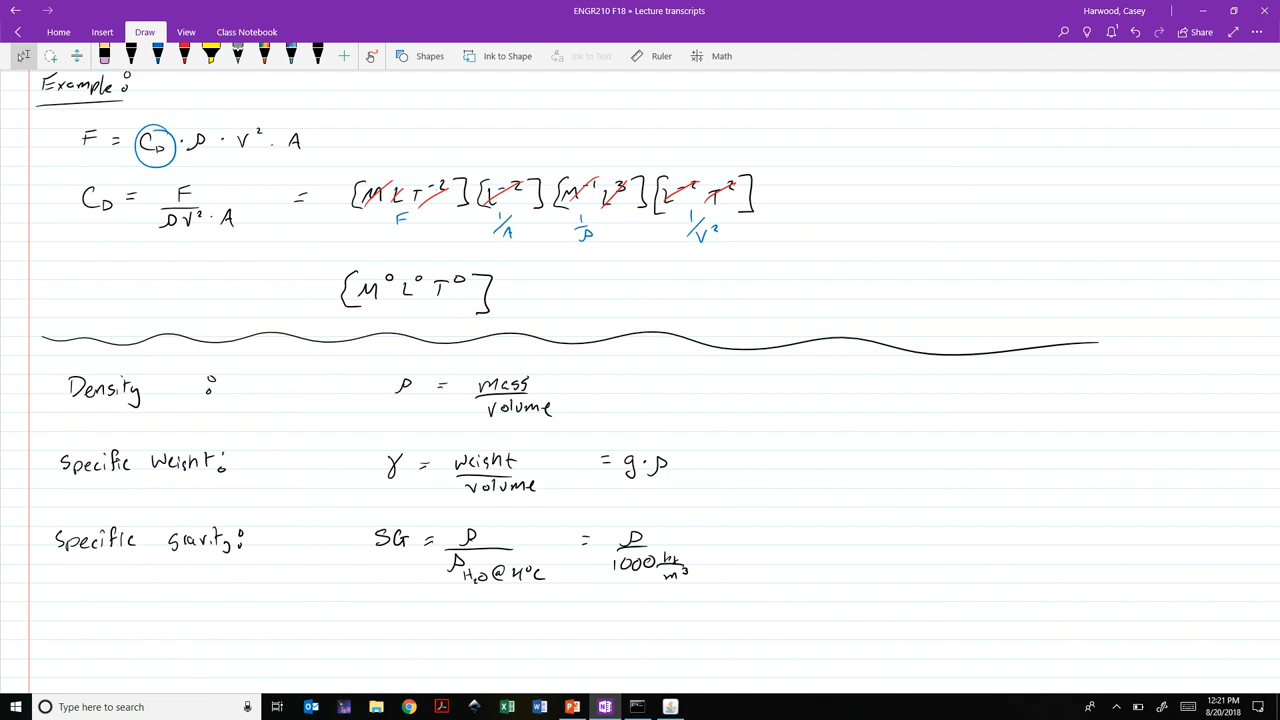 ENGR210 F18 » Lecture transcripts
Harwood, Casey
Home Insert Draw View Class Notebook
Share
Shapes Ink to Shape Ink to Text Ruler Math
Example:
F = C_D · ρ · V² · A
C_D = F / ρV²·A = [M L T⁻²] [L⁻²] [M⁻¹ L³] [L⁻² T²]
F 1/A 1/ρ 1/V²
[M⁰ L⁰ T⁰]
Density : ρ = mass / volume
Specific Weight: γ = weight / volume = g·ρ
Specific gravity: SG = ρ / ρ H₂O @ 4°C = ρ / 1000 kg/m³
Type here to search
12:21 PM
8/20/2018